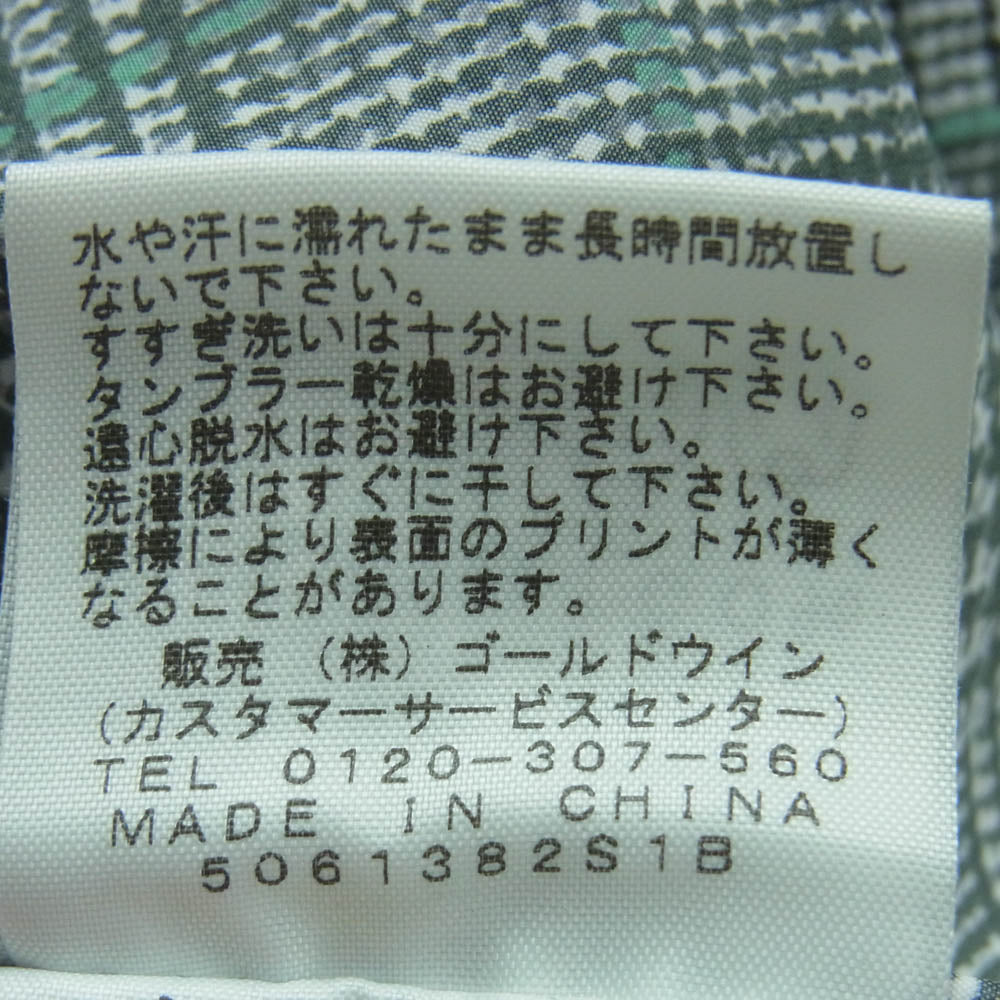 水や汗に濡れたまま長時間放置し
ないで下さい。
すすぎ洗いは十分にして下さい。
タンブラー乾燥はお避け下さい。
遠心脱水はお避け下さい。
洗濯後はすぐに干して下さい。
摩擦により表面のプリントが薄く
なることがあります。
販売 (株) ゴールドウイン
(カスタマーサービスセンター)
TEL 0120-307-560
MADE IN CHINA
5061382S1B